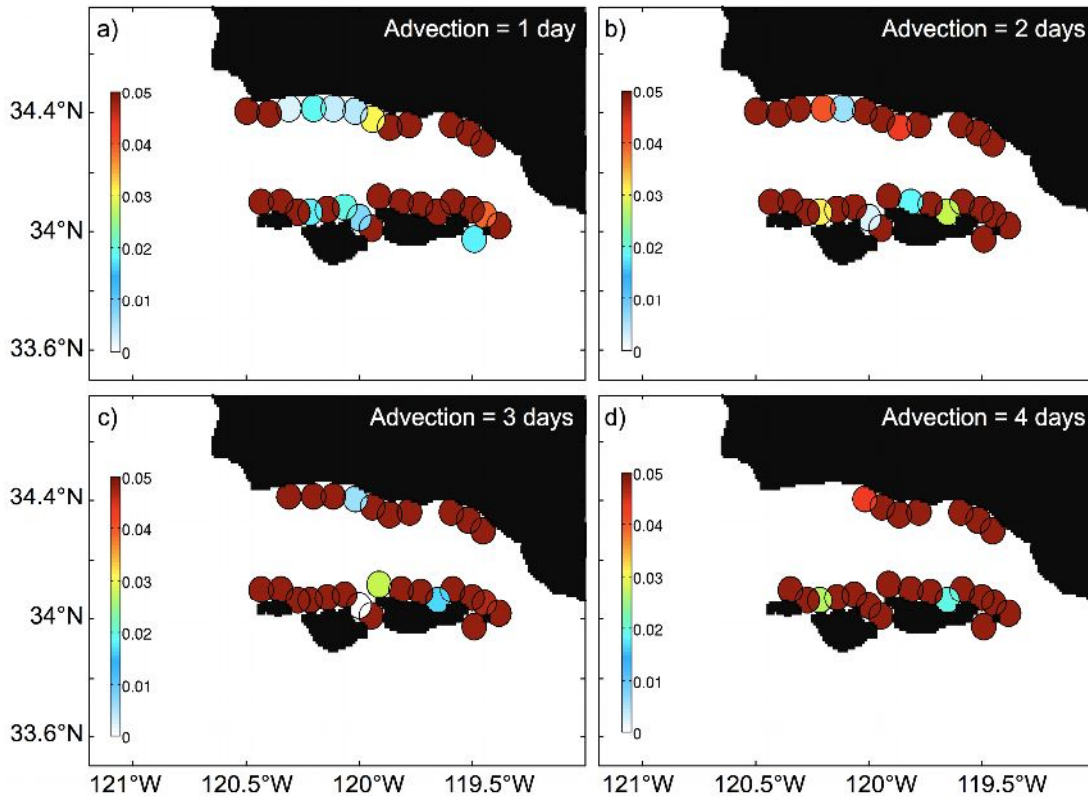 a) Advection = 1 day
b) Advection = 2 days
34.4°N
34°N
33.6°N
0.05
0.04
0.03
0.02
0.01
0
0.05
0.04
0.03
0.02
0.01
0
c) Advection = 3 days
d) Advection = 4 days
34.4°N
34°N
33.6°N
0.05
0.04
0.03
0.02
0.01
0
0.05
0.04
0.03
0.02
0.01
0
121°W 120.5°W 120°W 119.5°W
121°W 120.5°W 120°W 119.5°W